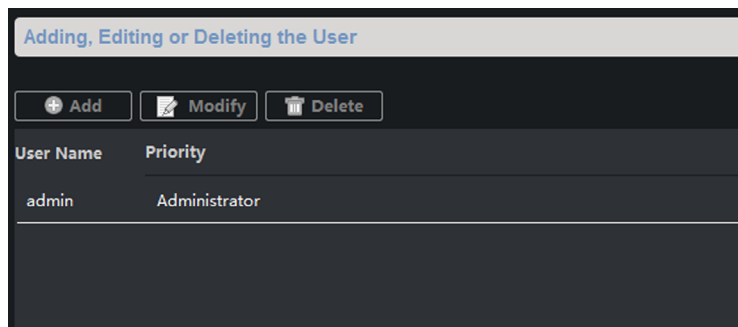 Adding, Editing or Deleting the User
Add Modify Delete
User Name Priority
admin Administrator